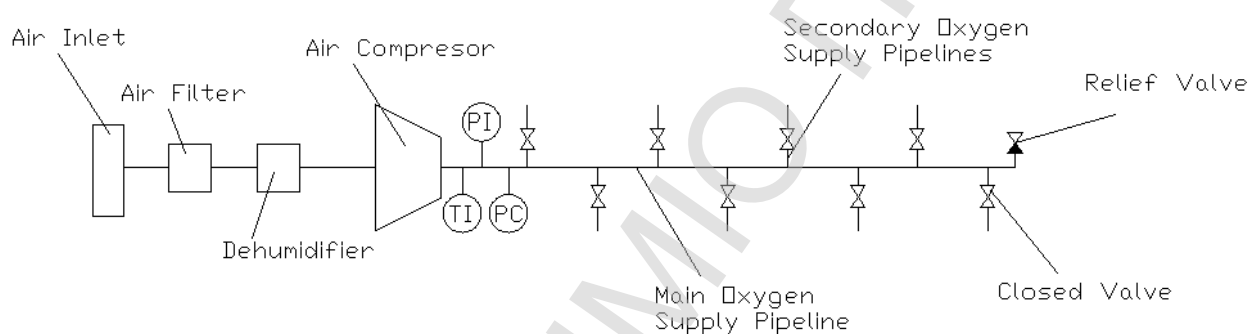 Air Inlet
Air Filter
Dehumidifier
Air Compresor
PI
TI
PC
Secondary Oxygen
Supply Pipelines
Relief Valve
Main Oxygen
Supply Pipeline
Closed Valve